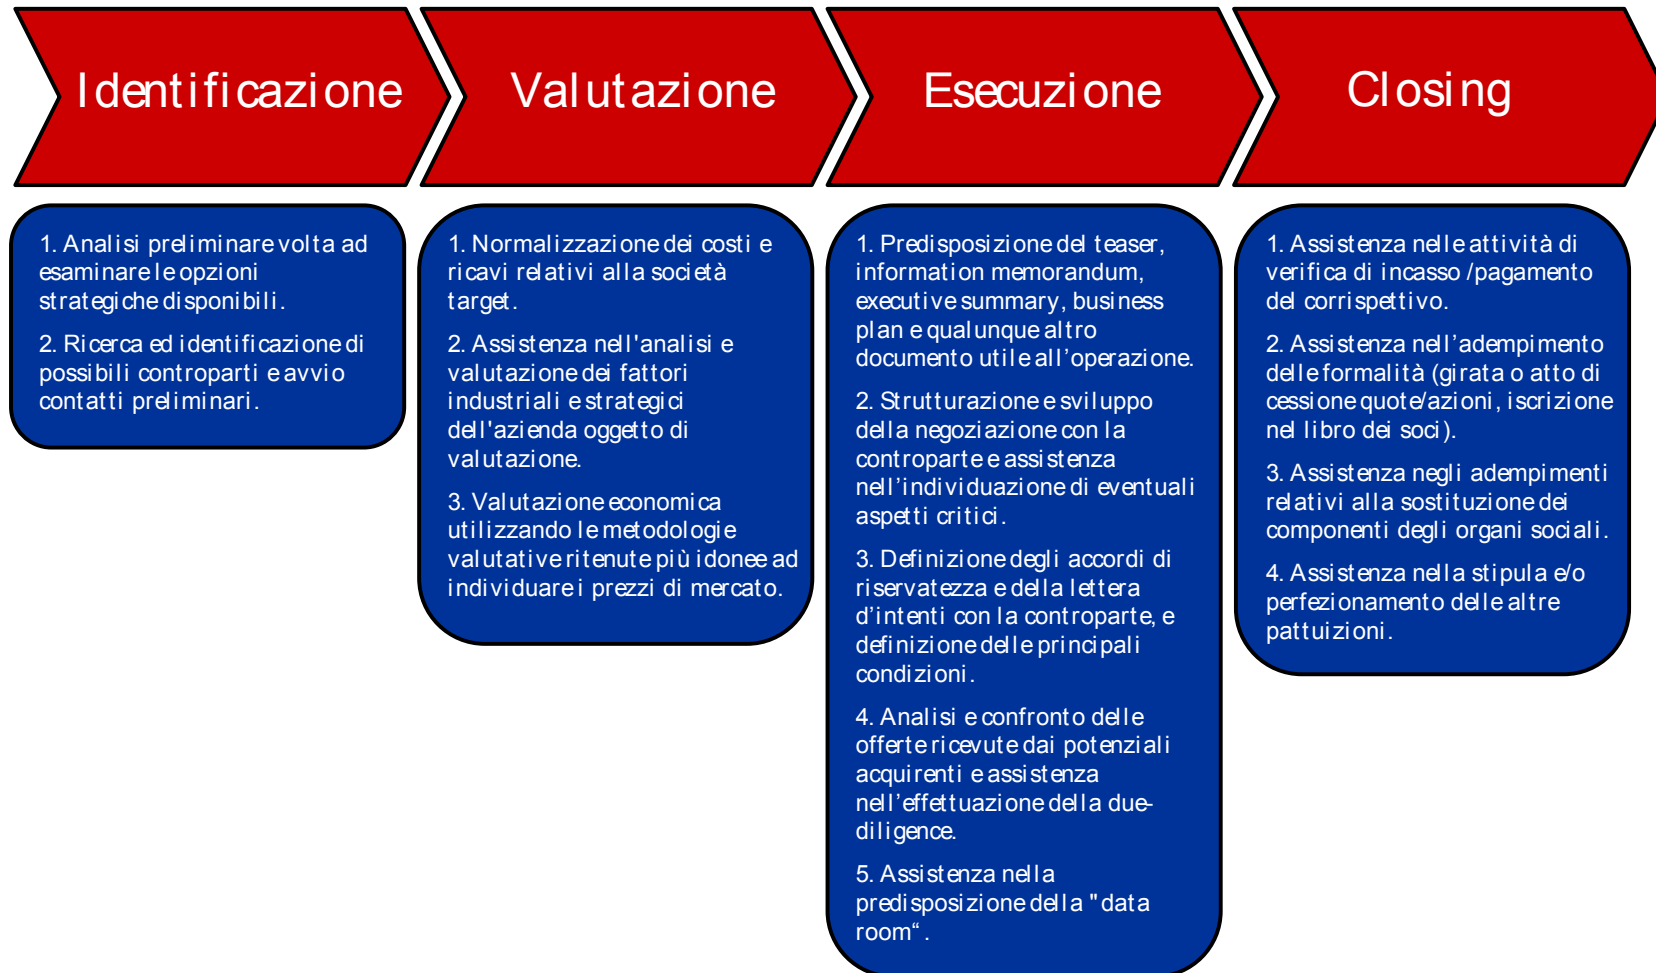 Identificazione
Valutazione
Esecuzione
Closing
1. Analisi preliminare volta ad
esaminare le opzioni
strategiche disponibili.
2. Ricerca ed identificazione di
possibili controparti e avvio
contatti preliminari.
1. Normalizzazione dei costi e
ricavi relativi alla società
target.
2. Assistenza nell'analisi e
valutazione dei fattori
industriali e strategici
dell'azienda oggetto di
valutazione.
3. Valutazione economica
utilizzando le metodologie
valutative ritenute più idonee ad
individuare i prezzi di mercato.
1. Predisposizione del teaser,
information memorandum,
executive summary, business
plan e qualunque altro
documento utile all’operazione.
2. Strutturazione e sviluppo
della negoziazione con la
controparte e assistenza
nell’individuazione di eventuali
aspetti critici.
3. Definizione degli accordi di
riservatezza e della lettera
d’intenti con la controparte, e
definizione delle principali
condizioni.
4. Analisi e confronto delle
offerte ricevute dai potenziali
acquirenti e assistenza
nell’effettuazione della due-
diligence.
5. Assistenza nella
predisposizione della "data
room“.
1. Assistenza nelle attività di
verifica di incasso /pagamento
del corrispettivo.
2. Assistenza nell’adempimento
delle formalità (girata o atto di
cessione quote/azioni, iscrizione
nel libro dei soci).
3. Assistenza negli adempimenti
relativi alla sostituzione dei
componenti degli organi sociali.
4. Assistenza nella stipula e/o
perfezionamento delle altre
pattuizioni.